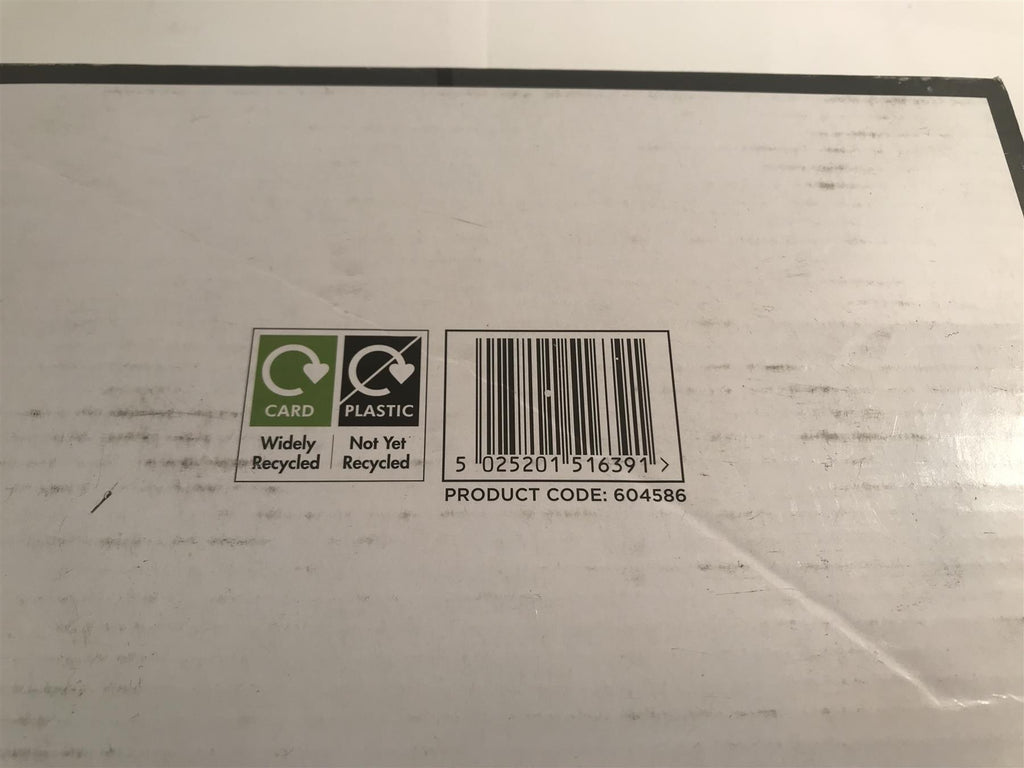 CARD PLASTIC
Widely Not Yet
Recycled Recycled
5 025201 516391 >
PRODUCT CODE: 604586